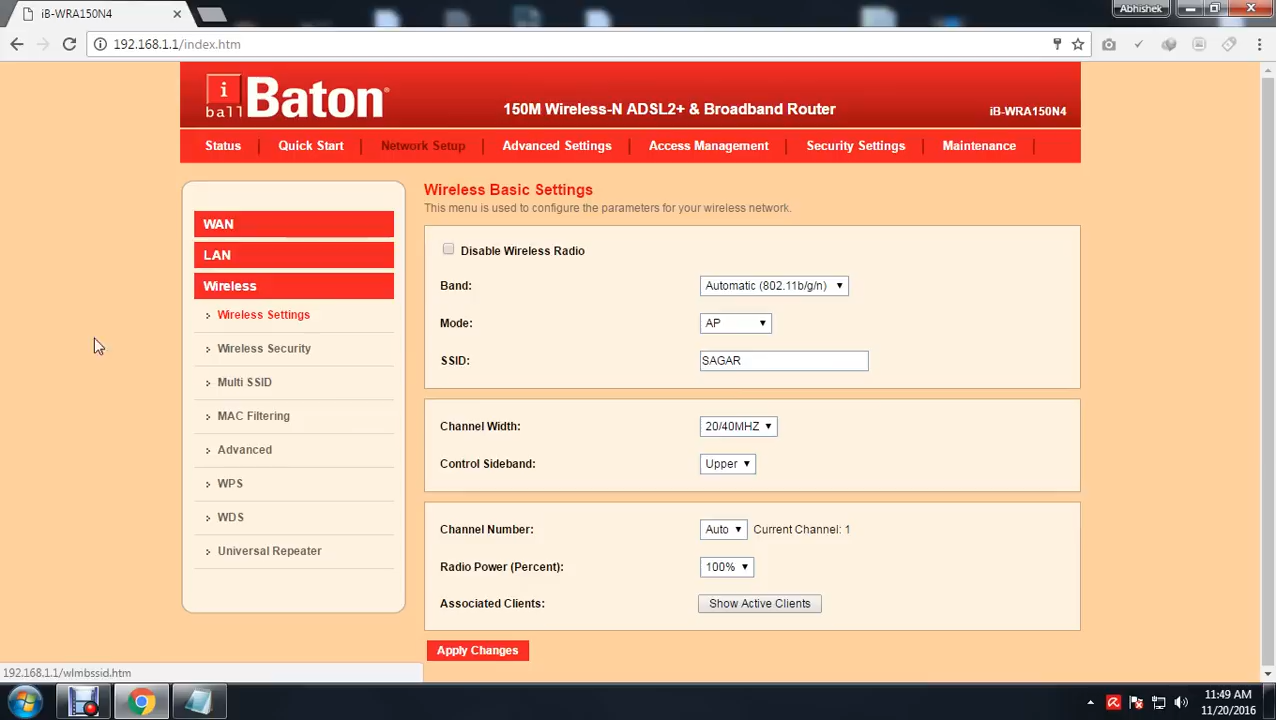 iB-WRA150N4
Abhishek
192.168.1.1/index.htm
i
ball
Baton®
150M Wireless-N ADSL2+ & Broadband Router
iB-WRA150N4
Status | Quick Start | Network Setup | Advanced Settings | Access Management | Security Settings | Maintenance |
WAN
LAN
Wireless
Wireless Settings
Wireless Security
Multi SSID
MAC Filtering
Advanced
WPS
WDS
Universal Repeater
Wireless Basic Settings
This menu is used to configure the parameters for your wireless network.
Disable Wireless Radio
Band: Automatic (802.11b/g/n)
Mode: AP
SSID: SAGAR
Channel Width: 20/40MHZ
Control Sideband: Upper
Channel Number: Auto Current Channel: 1
Radio Power (Percent): 100%
Associated Clients: Show Active Clients
Apply Changes
192.168.1.1/wlmbssid.htm
11:49 AM
11/20/2016